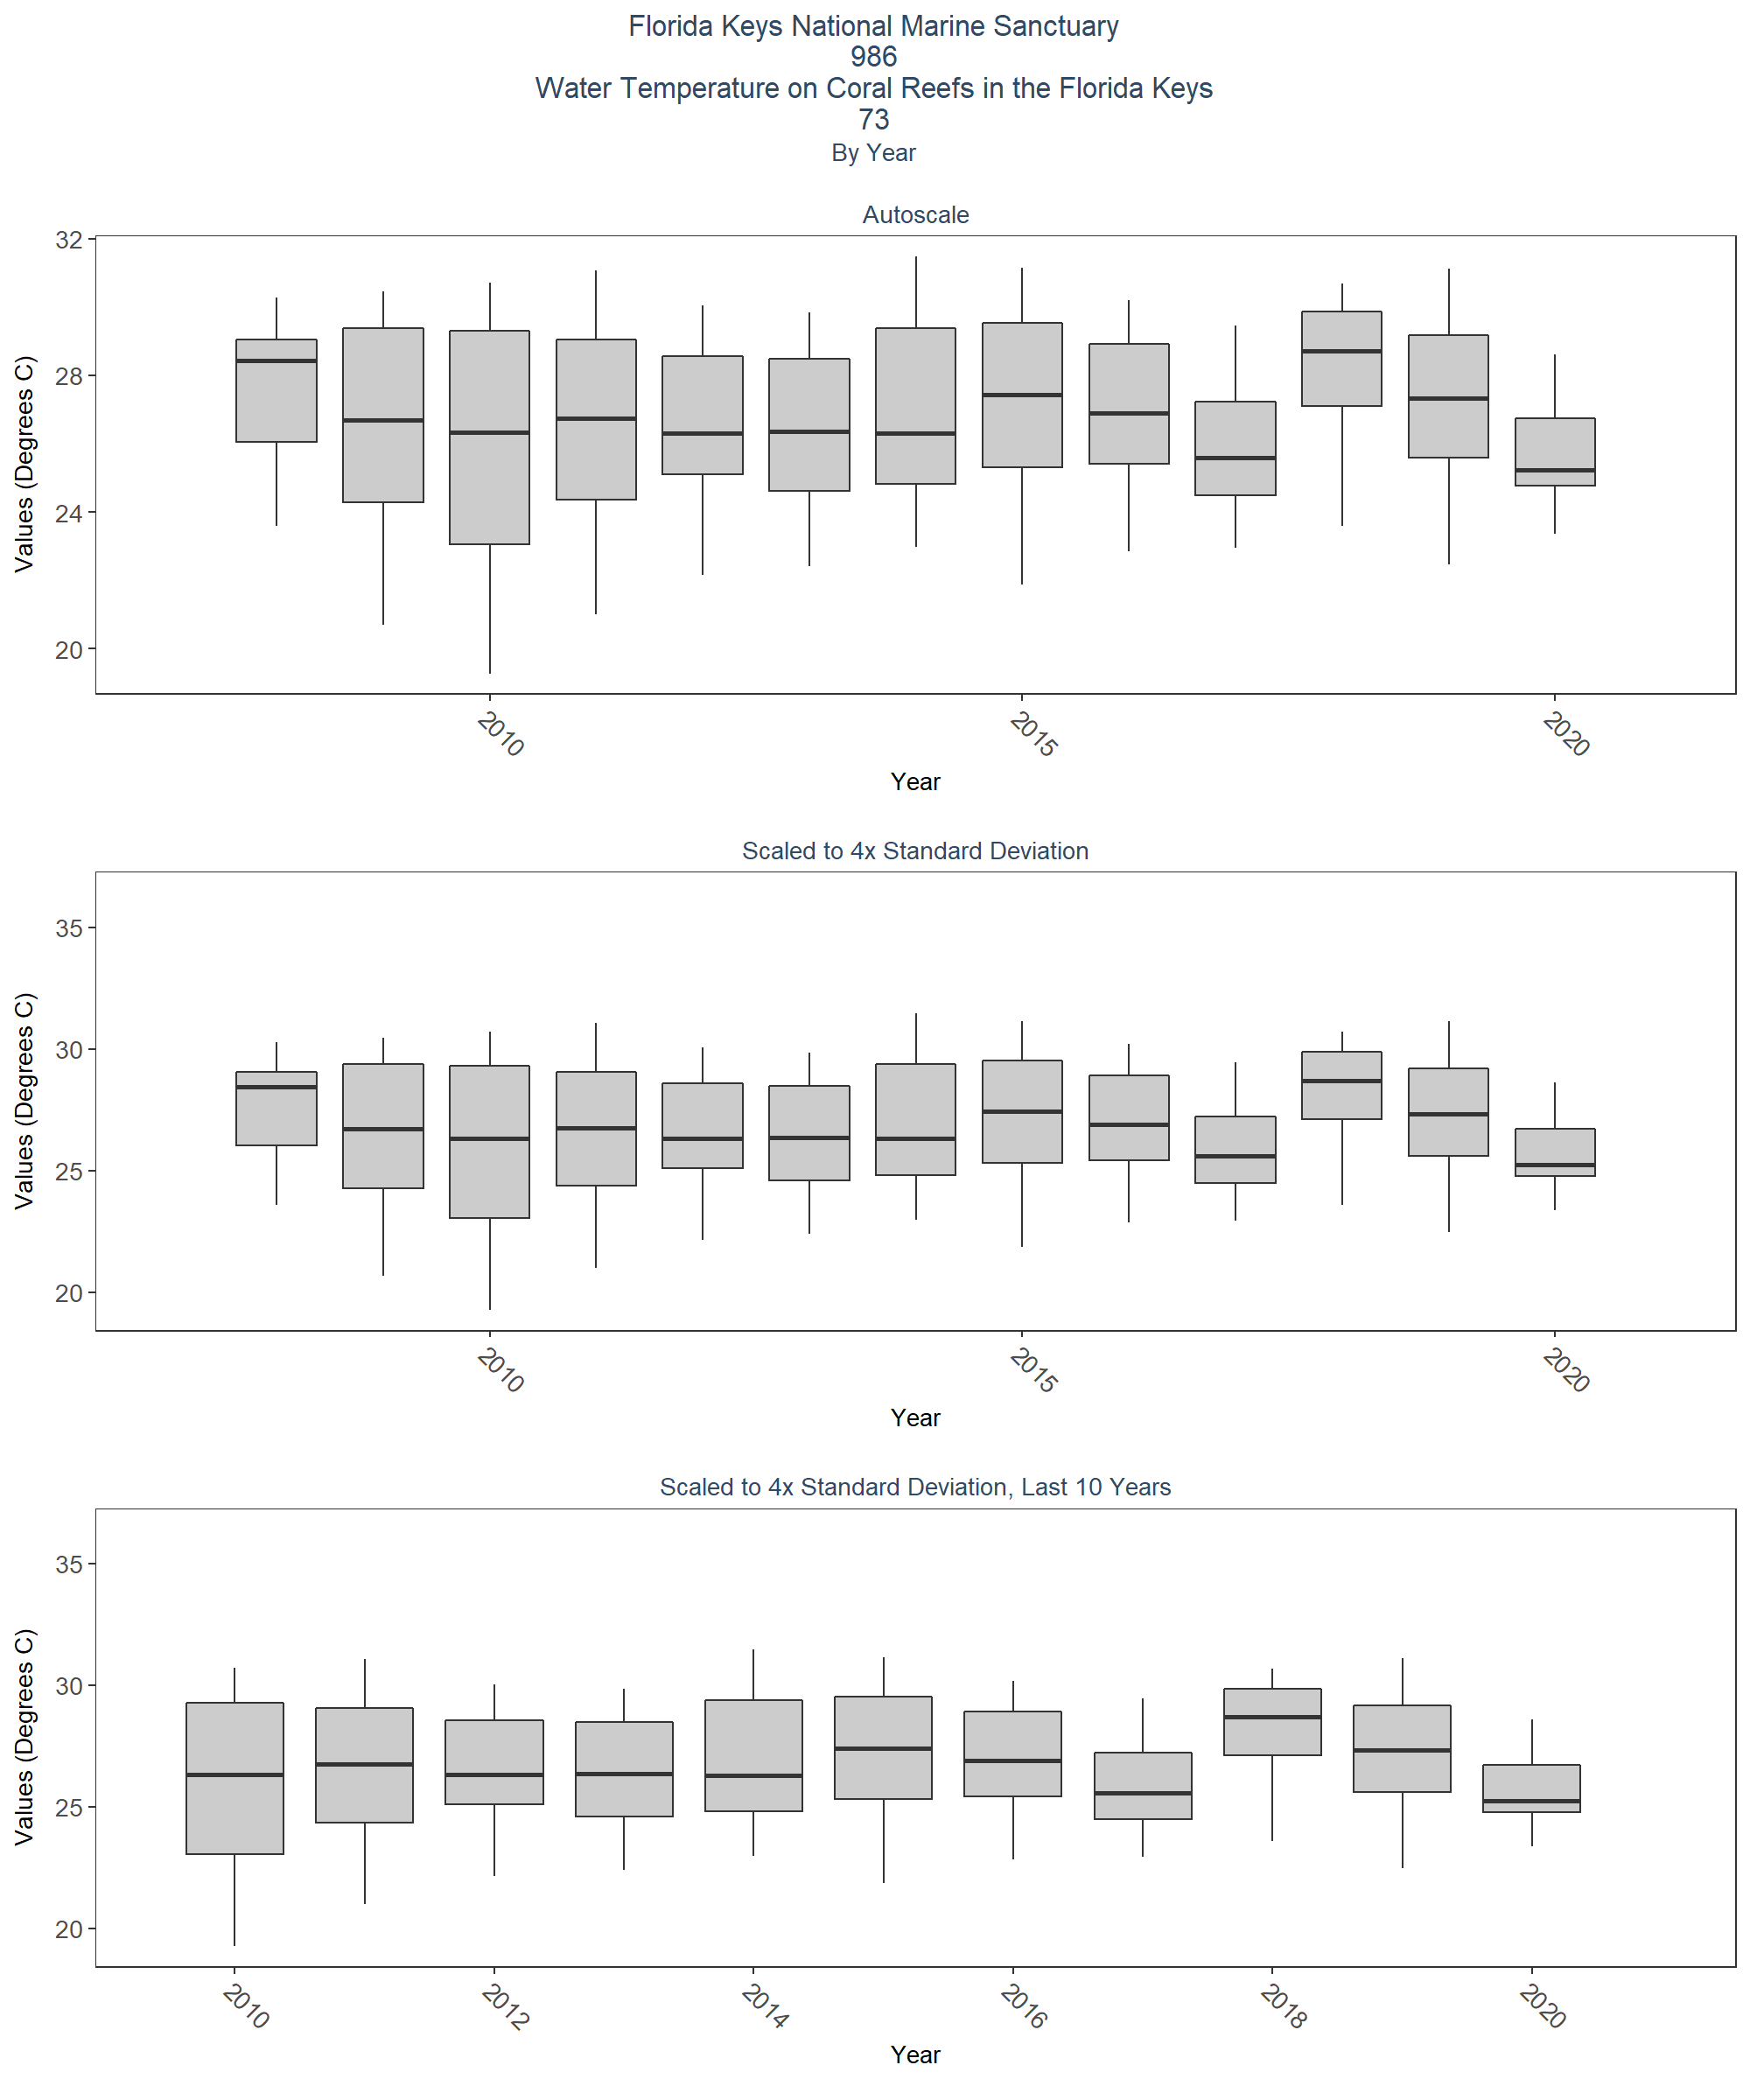 Florida Keys National Marine Sanctuary
986
Water Temperature on Coral Reefs in the Florida Keys
73
By Year
Autoscale
Values (Degrees C)
32
28
24
20
2010
2015
2020
Year
Scaled to 4x Standard Deviation
Values (Degrees C)
35
30
25
20
2010
2015
2020
Year
Scaled to 4x Standard Deviation, Last 10 Years
Values (Degrees C)
35
30
25
20
2010
2012
2014
2016
2018
2020
Year